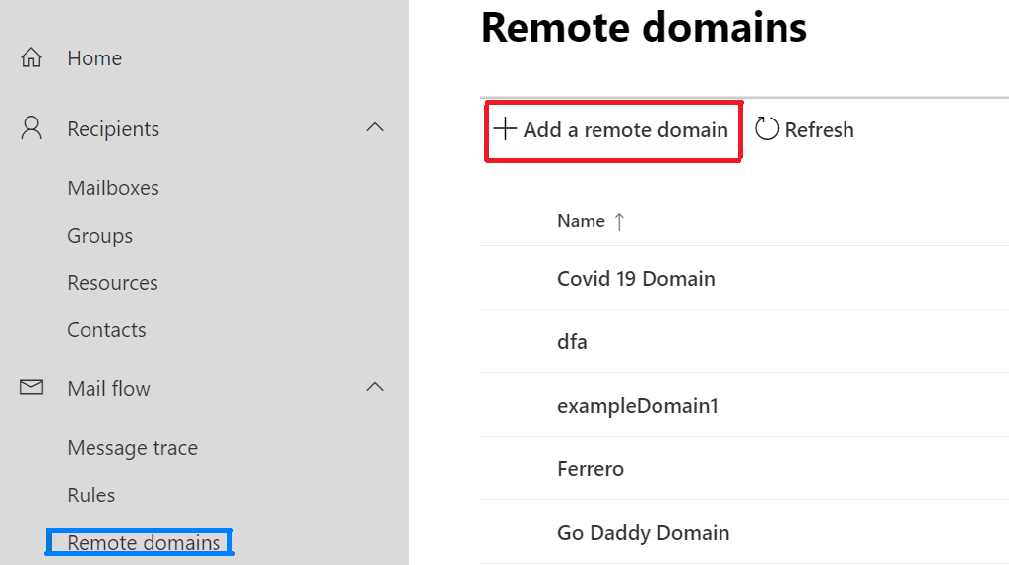 Home
Recipients
Mailboxes
Groups
Resources
Contacts
Mail flow
Message trace
Rules
Remote domains
Remote domains
Add a remote domain
Refresh
Name
Covid 19 Domain
dfa
exampleDomain1
Ferrero
Go Daddy Domain